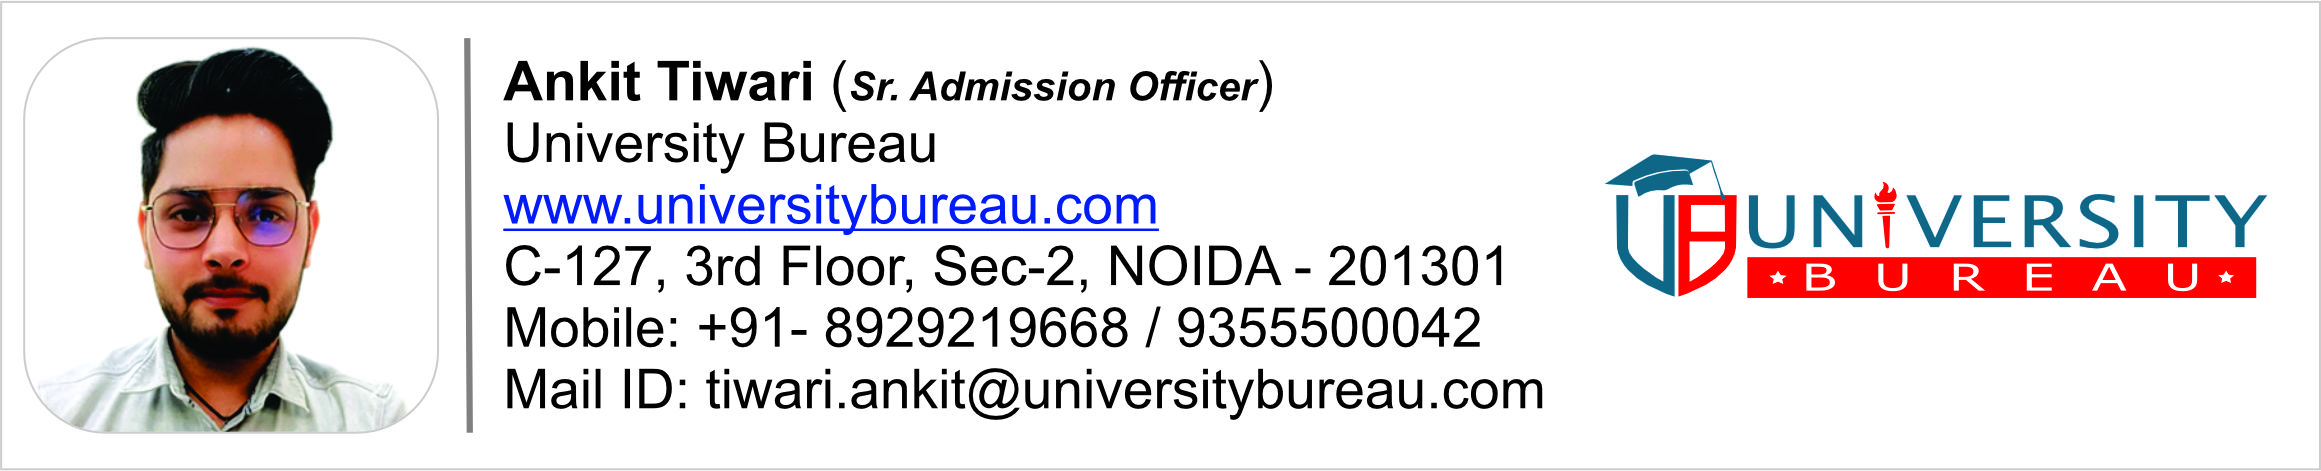 Ankit Tiwari (Sr. Admission Officer)
University Bureau
www.universitybureau.com
C-127, 3rd Floor, Sec-2, NOIDA - 201301
Mobile: +91- 8929219668 / 9355500042
Mail ID: tiwari.ankit@universitybureau.com
UB UNIVERSITY
BUREAU